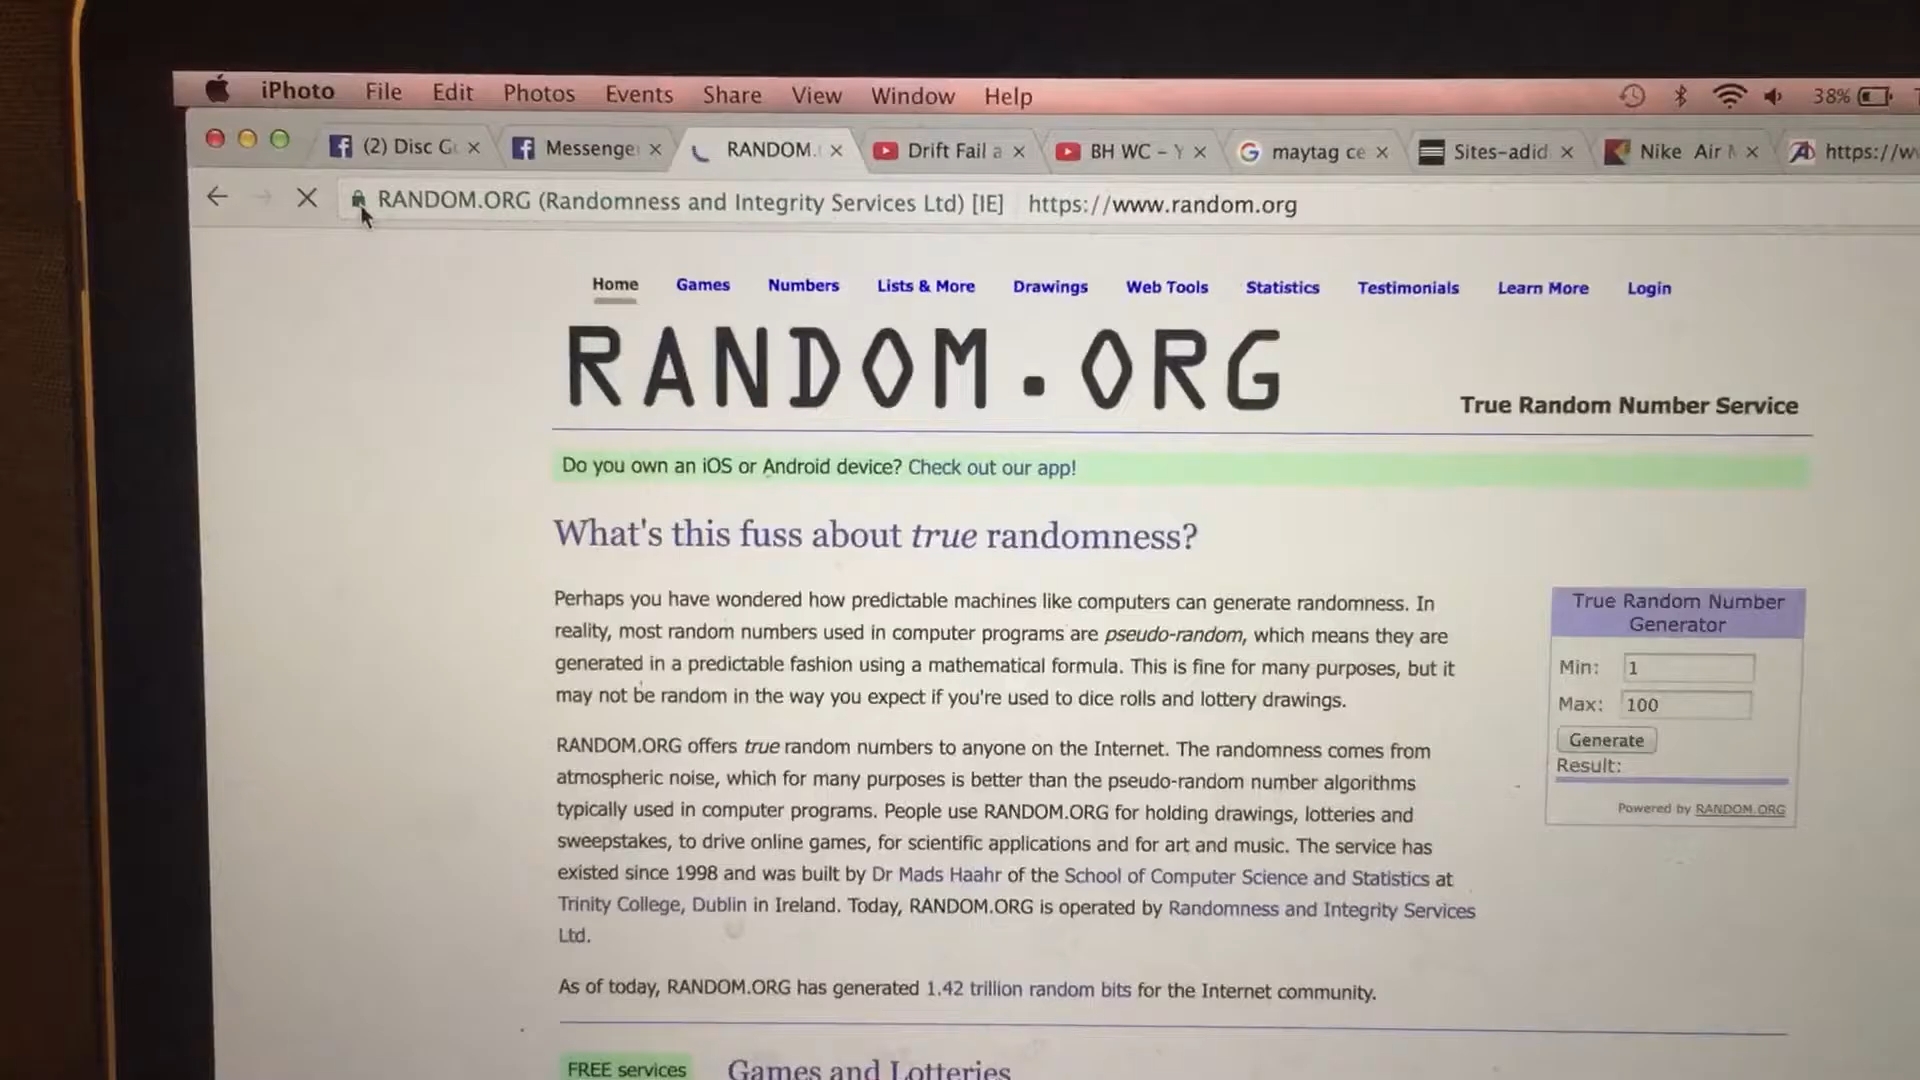 iPhoto File Edit Photos Events Share View Window Help 38%
(2) Disc G RANDOM. Drift Fail a BH WC - Y maytag ce Sites-adid Nike Air https://w
RANDOM.ORG (Randomness and Integrity Services Ltd) [IE] https://www.random.org
Home Games Numbers Lists & More Drawings Web Tools Statistics Testimonials Learn More Login
RANDOM.ORG
True Random Number Service
Do you own an iOS or Android device? Check out our app!
What's this fuss about true randomness?
Perhaps you have wondered how predictable machines like computers can generate randomness. In
reality, most random numbers used in computer programs are pseudo-random, which means they are
generated in a predictable fashion using a mathematical formula. This is fine for many purposes, but it
may not be random in the way you expect if you're used to dice rolls and lottery drawings.
RANDOM.ORG offers true random numbers to anyone on the Internet. The randomness comes from
atmospheric noise, which for many purposes is better than the pseudo-random number algorithms
typically used in computer programs. People use RANDOM.ORG for holding drawings, lotteries and
sweepstakes, to drive online games, for scientific applications and for art and music. The service has
existed since 1998 and was built by Dr Mads Haahr of the School of Computer Science and Statistics at
Trinity College, Dublin in Ireland. Today, RANDOM.ORG is operated by Randomness and Integrity Services
Ltd.
As of today, RANDOM.ORG has generated 1.42 trillion random bits for the Internet community.
True Random Number
Generator
Min: 1
Max: 100
Generate
Result:
Powered by RANDOM.ORG
FREE services Games and Lotteries